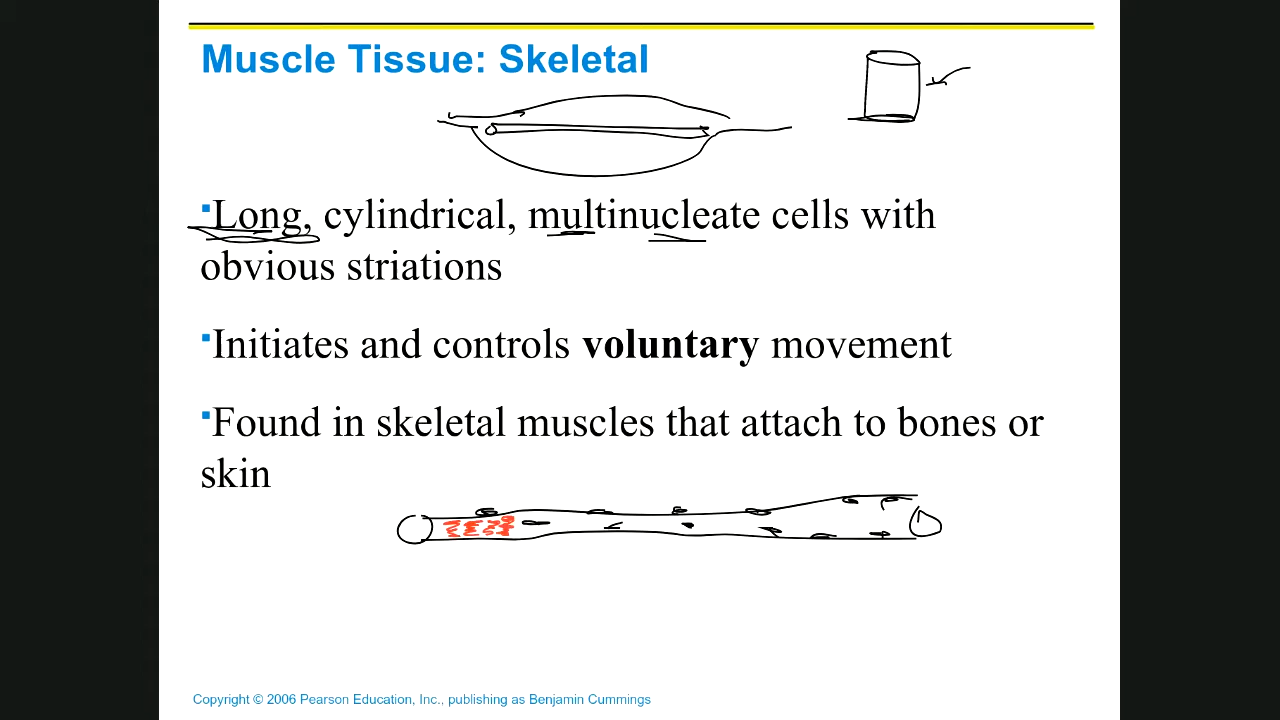 Muscle Tissue: Skeletal
▪Long, cylindrical, multinucleate cells with
obvious striations
▪Initiates and controls voluntary movement
▪Found in skeletal muscles that attach to bones or
skin
Copyright © 2006 Pearson Education, Inc., publishing as Benjamin Cummings